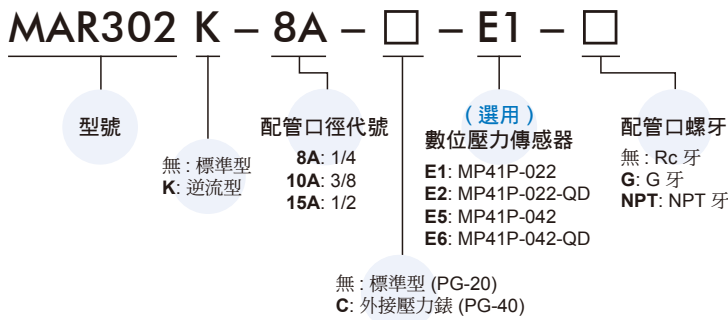 MAR302 K – 8A – □ – E1 – □
型號
無 : 標準型
K: 逆流型
配管口徑代號
8A: 1/4
10A: 3/8
15A: 1/2
無 : 標準型 (PG-20)
C: 外接壓力錶 (PG-40)
（選用）
數位壓力傳感器
E1: MP41P-022
E2: MP41P-022-QD
E5: MP41P-042
E6: MP41P-042-QD
配管口螺牙
無 : Rc 牙
G: G 牙
NPT: NPT 牙